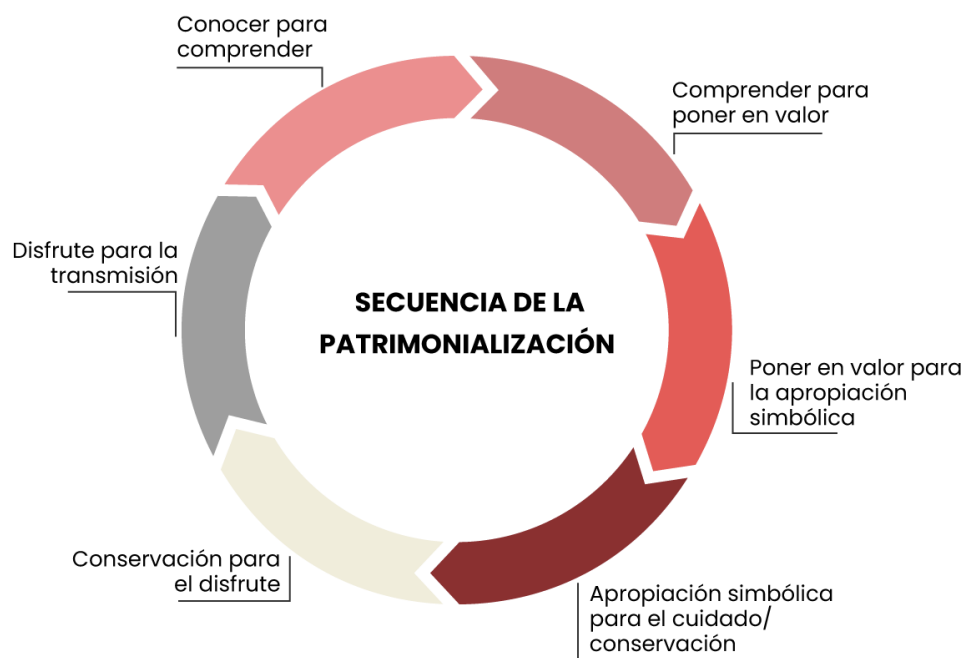 Conocer para
comprender
Comprender para
poner en valor
Poner en valor para
la apropiación
simbólica
Apropiación simbólica
para el cuidado/
conservación
Conservación para
el disfrute
Disfrute para la
transmisión
SECUENCIA DE LA
PATRIMONIALIZACIÓN